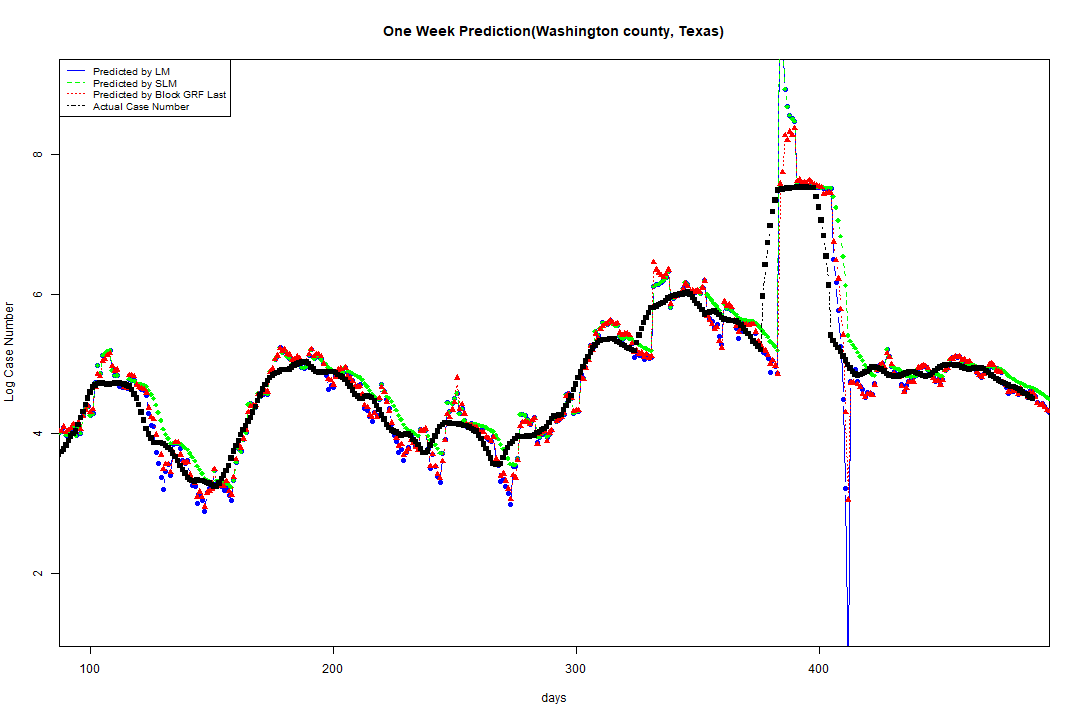 One Week Prediction(Washington county, Texas)
Predicted by LM
Predicted by SLM
Predicted by Block GRF Last
Actual Case Number
8
6
4
2
Log Case Number
100 200 300 400
days